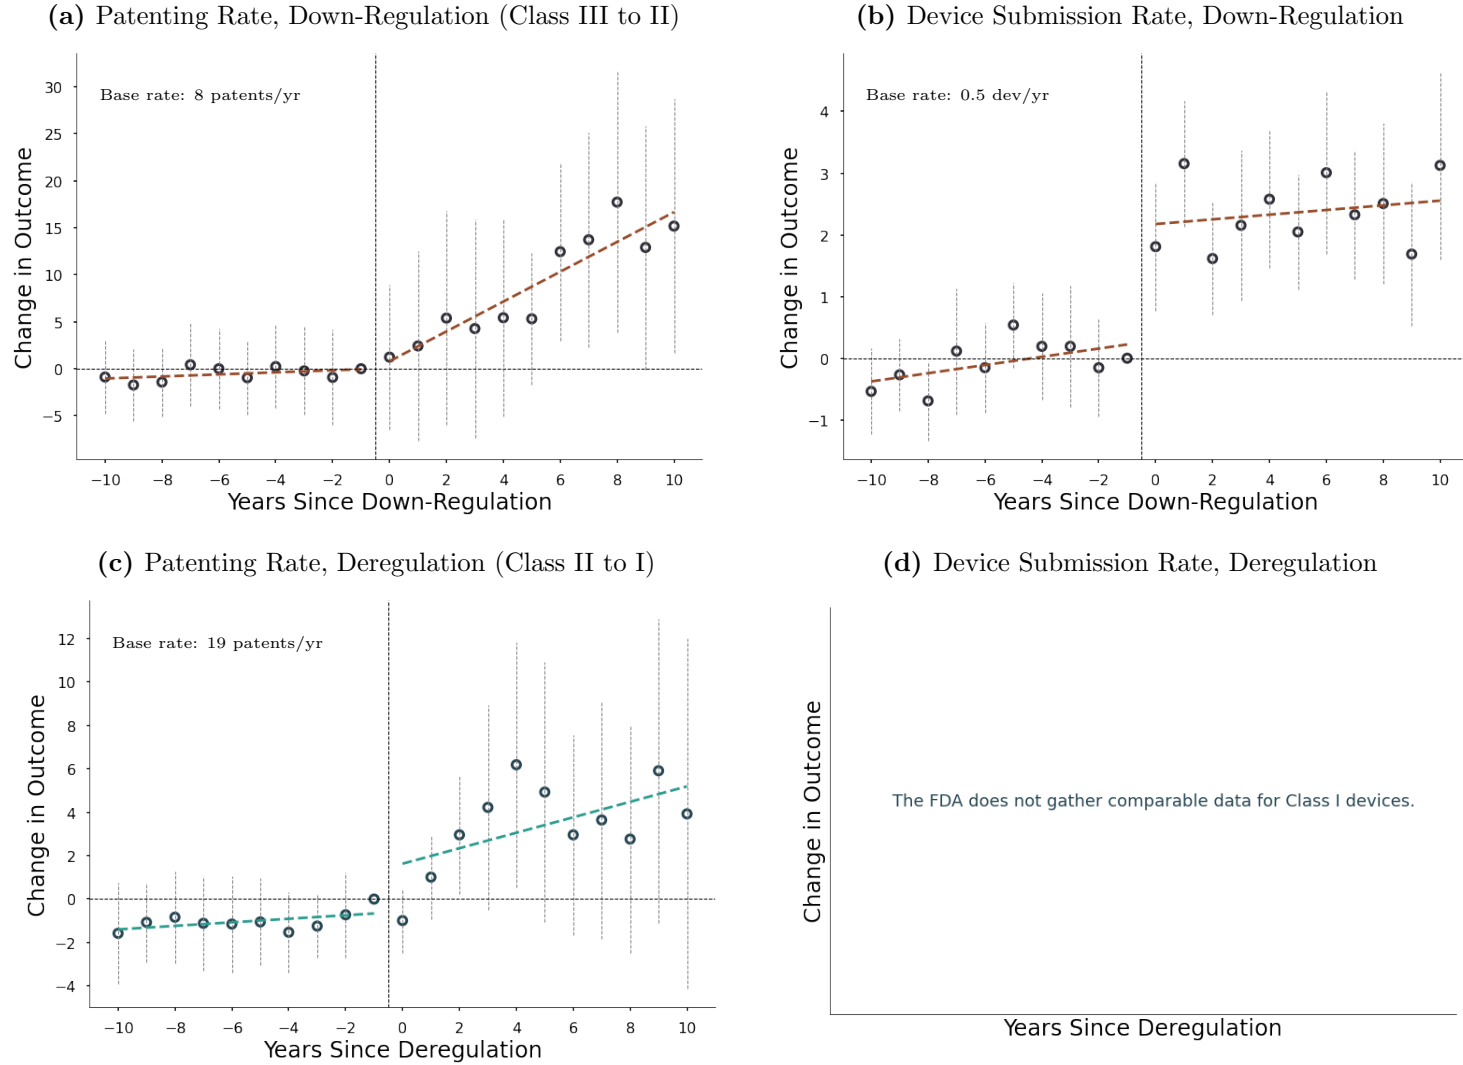 (a) Patenting Rate, Down-Regulation (Class III to II)
Base rate: 8 patents/yr
Change in Outcome
30
25
20
15
10
5
0
−5
−10 −8 −6 −4 −2 0 2 4 6 8 10
Years Since Down-Regulation
(b) Device Submission Rate, Down-Regulation
Base rate: 0.5 dev/yr
Change in Outcome
4
3
2
1
0
−1
−10 −8 −6 −4 −2 0 2 4 6 8 10
Years Since Down-Regulation
(c) Patenting Rate, Deregulation (Class II to I)
Base rate: 19 patents/yr
Change in Outcome
12
10
8
6
4
2
0
−2
−4
−10 −8 −6 −4 −2 0 2 4 6 8 10
Years Since Deregulation
(d) Device Submission Rate, Deregulation
Change in Outcome
The FDA does not gather comparable data for Class I devices.
Years Since Deregulation